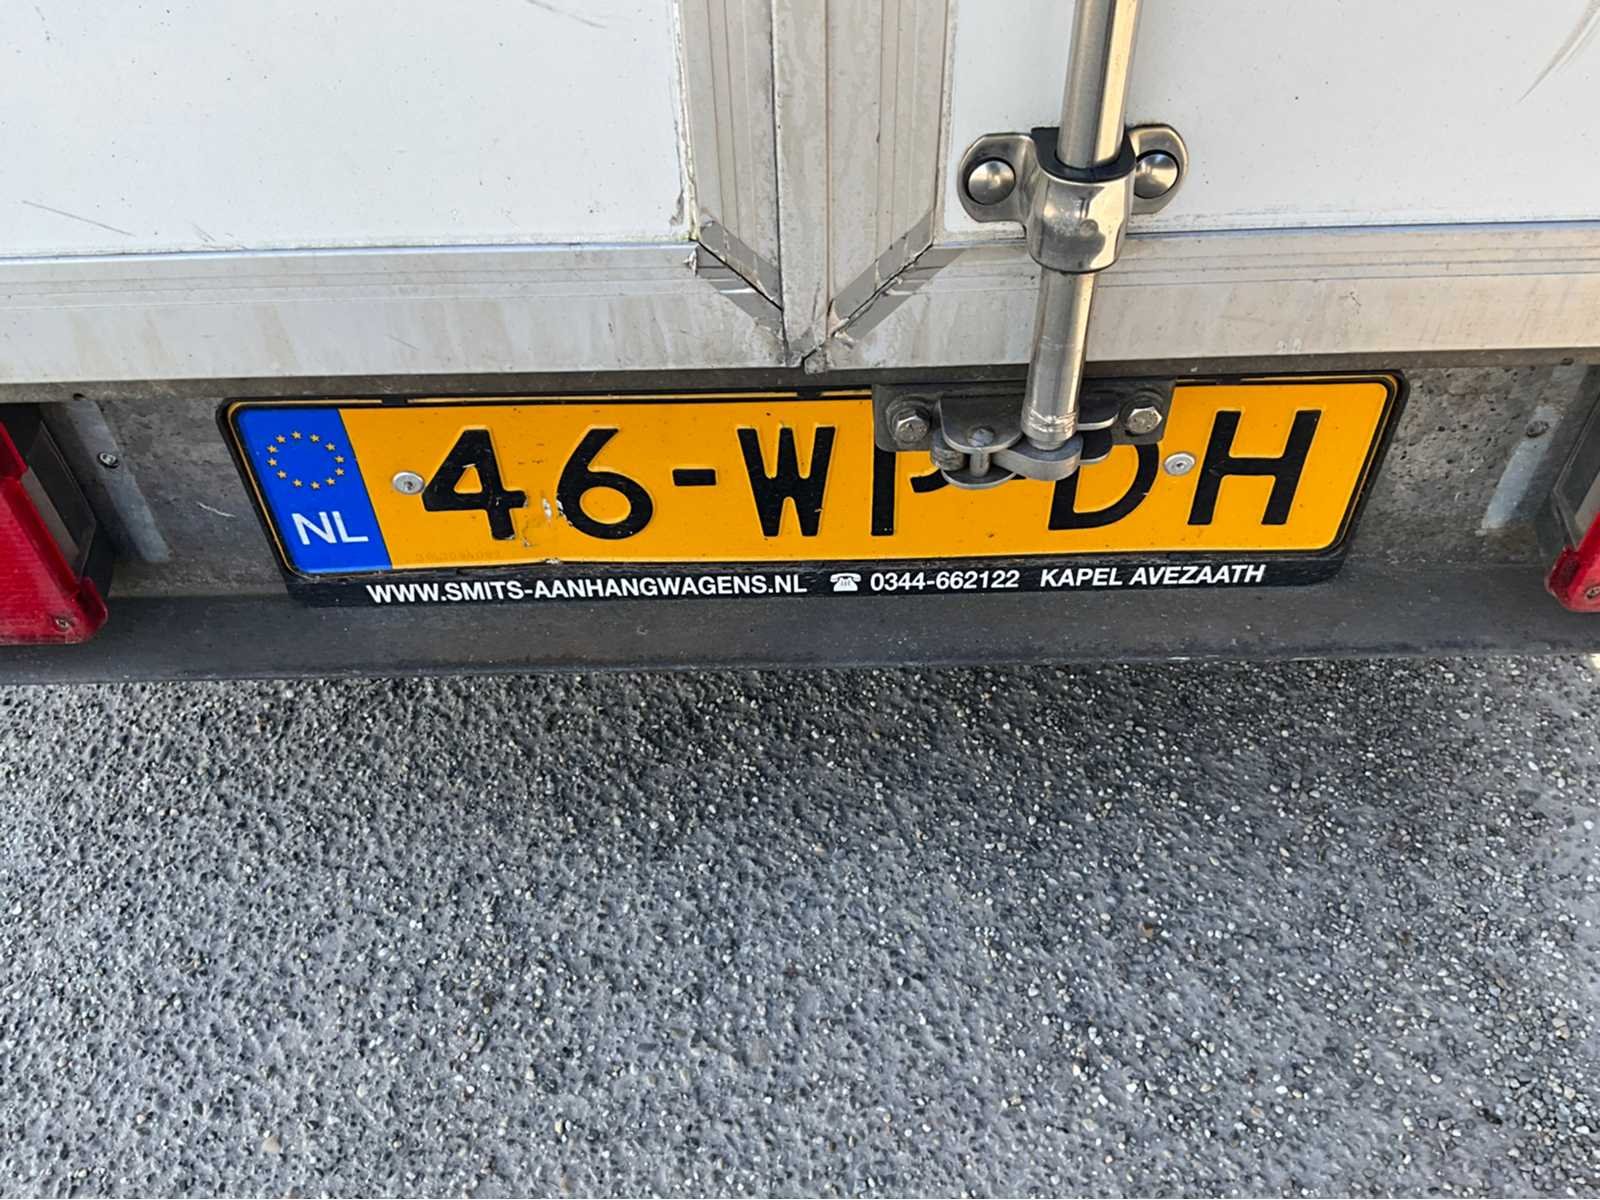 NL 46-WP-DH
WWW.SMITS-AANHANGWAGENS.NL ☎ 0344-662122 KAPEL AVEZAATH